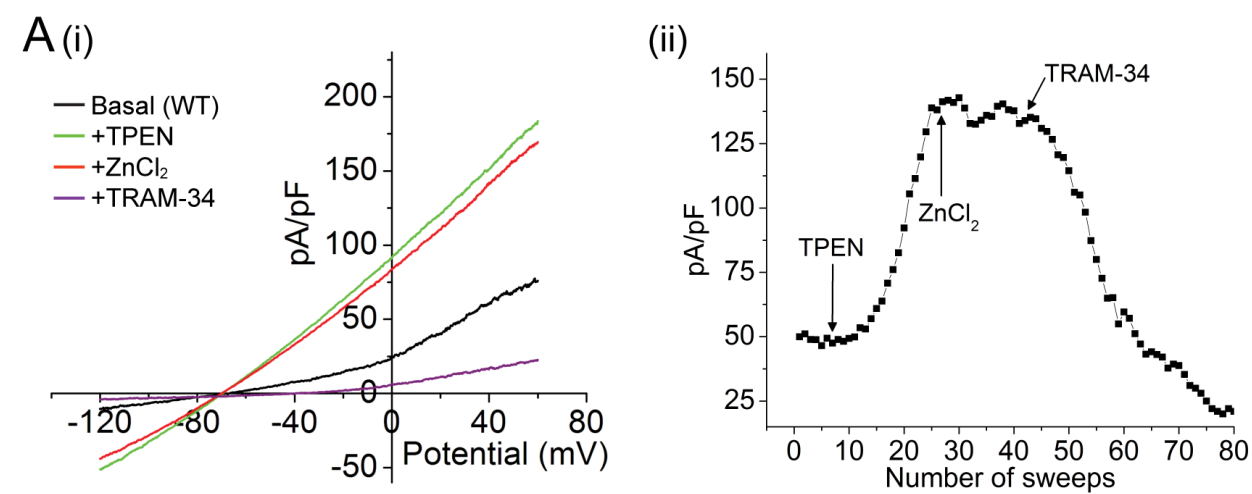 A (i)
Basal (WT)
+TPEN
+ZnCl₂
+TRAM-34
pA/pF
200
150
100
50
0
-50
-120
-80
-40
0
40
80
Potential (mV)
(ii)
pA/pF
150
125
100
75
50
25
TPEN
ZnCl₂
TRAM-34
0
10
20
30
40
50
60
70
80
Number of sweeps